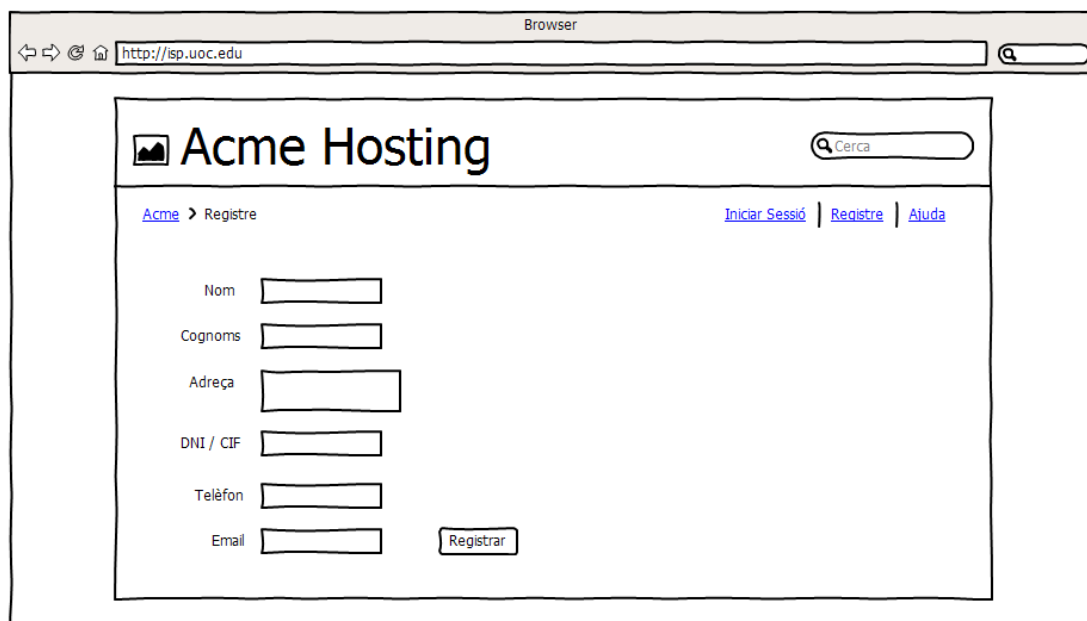 Browser
http://isp.uoc.edu
Acme Hosting
Cerca
Acme > Registre
Iniciar Sessió | Registre | Ajuda
Nom
Cognoms
Adreça
DNI / CIF
Telèfon
Email
Registrar